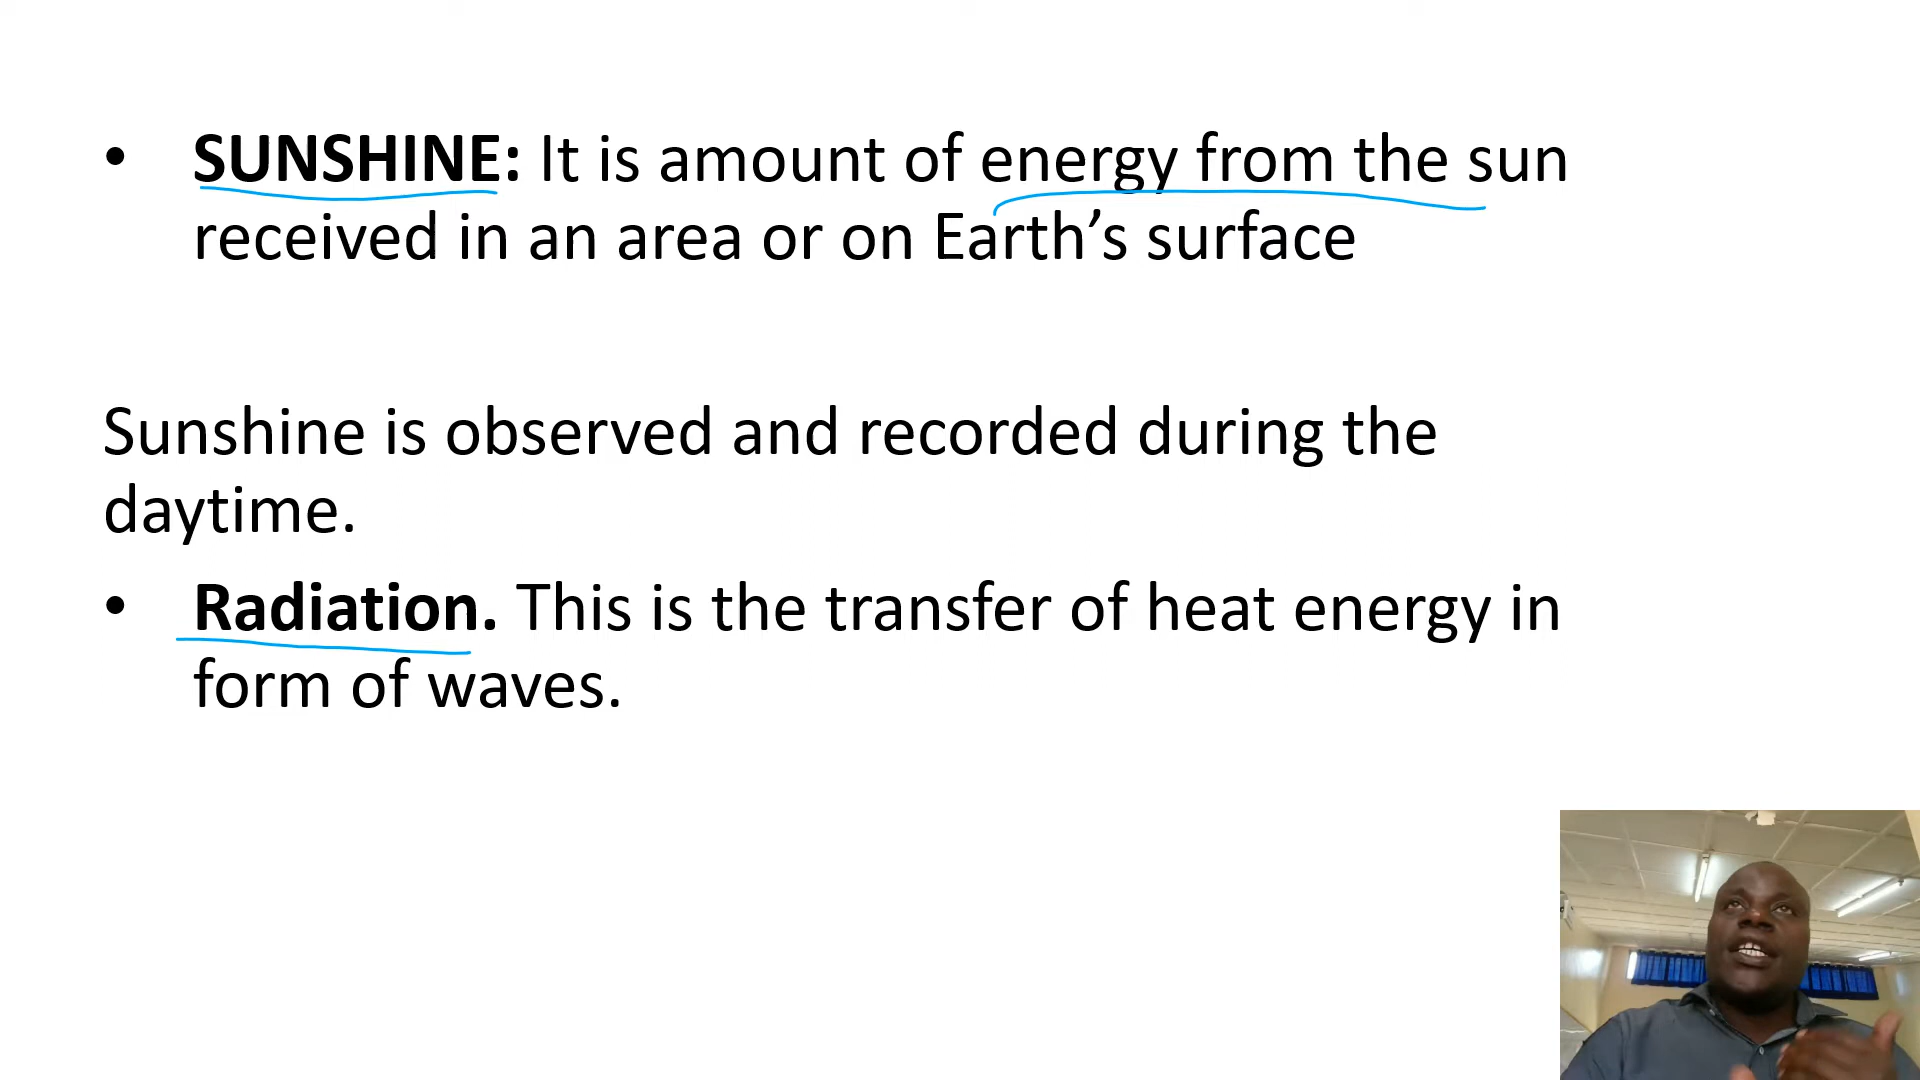 • SUNSHINE: It is amount of energy from the sun
received in an area or on Earth’s surface
Sunshine is observed and recorded during the
daytime.
• Radiation. This is the transfer of heat energy in
form of waves.